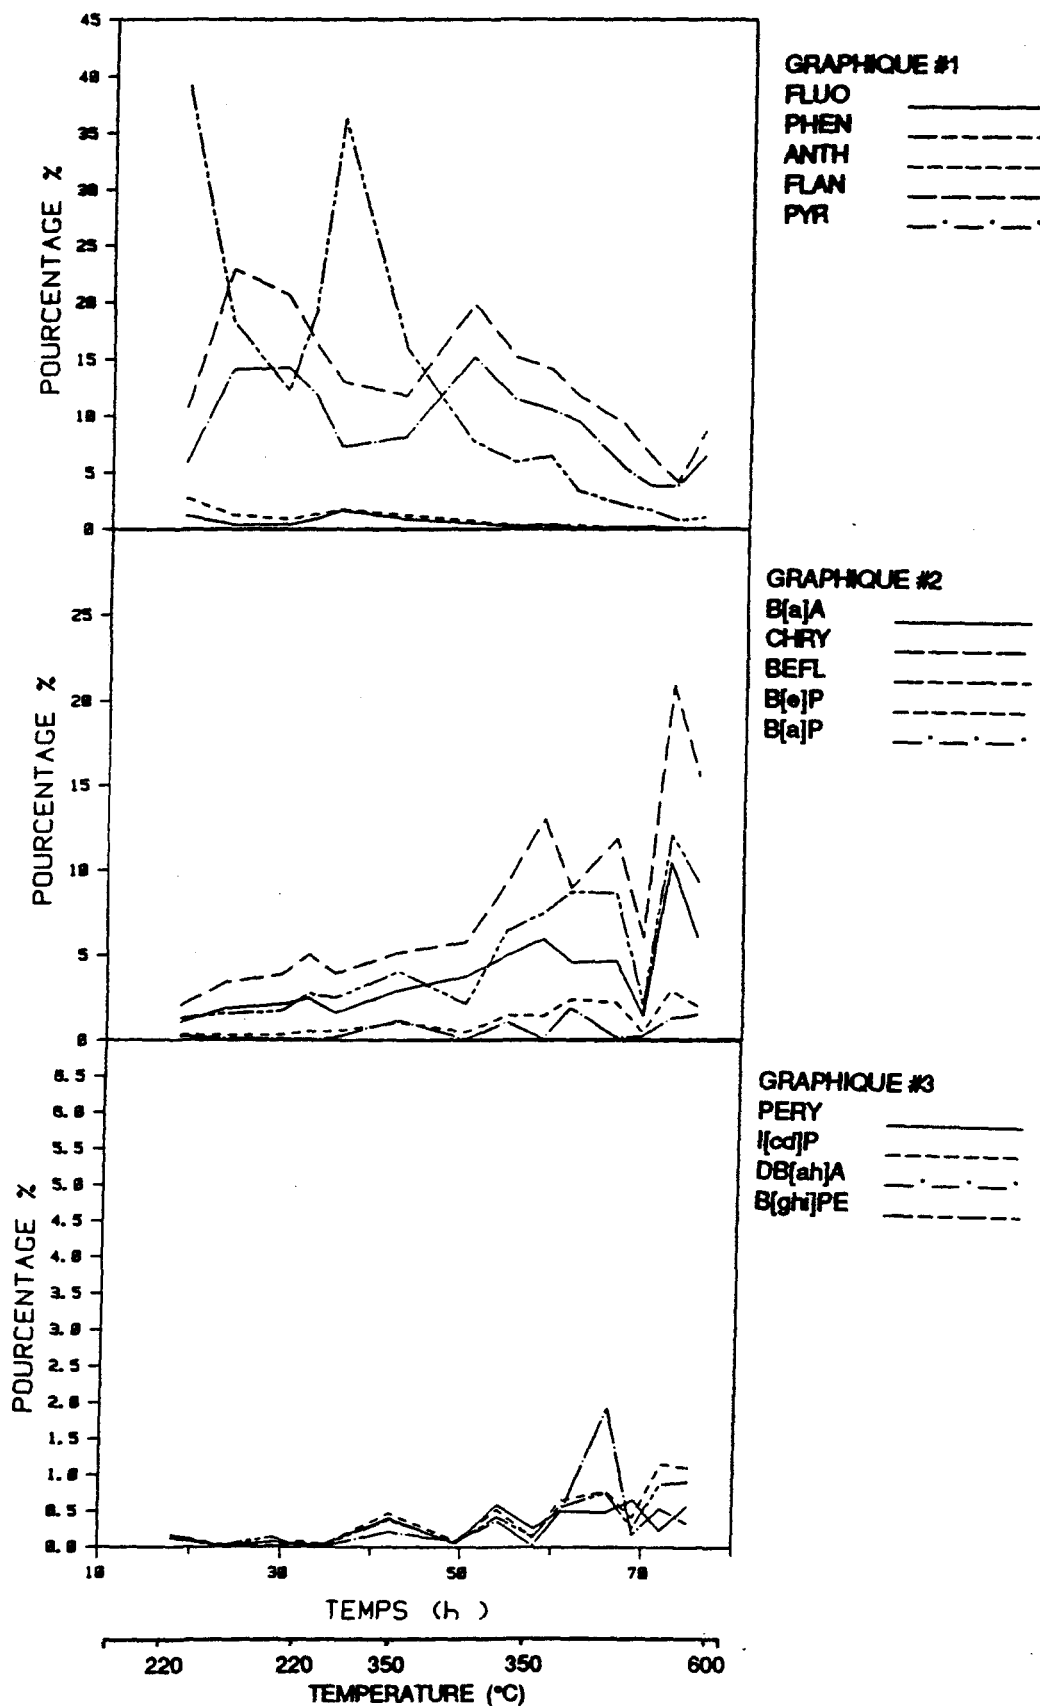 45
40
35
30
25
20
15
10
5
0
POURCENTAGE %
GRAPHIQUE #1
FLUO
PHEN
ANTH
FLAN
PYR
25
20
15
10
5
0
POURCENTAGE %
GRAPHIQUE #2
B[a]A
CHRY
BEFL
B[e]P
B[a]P
6.5
6.0
5.5
5.0
4.5
4.0
3.5
3.0
2.5
2.0
1.5
1.0
0.5
0.0
POURCENTAGE %
GRAPHIQUE #3
PERY
I[cd]P
DB[ah]A
B[ghi]PE
10 30 50 70
TEMPS (h )
220 220 350 350 600
TEMPERATURE (°C)